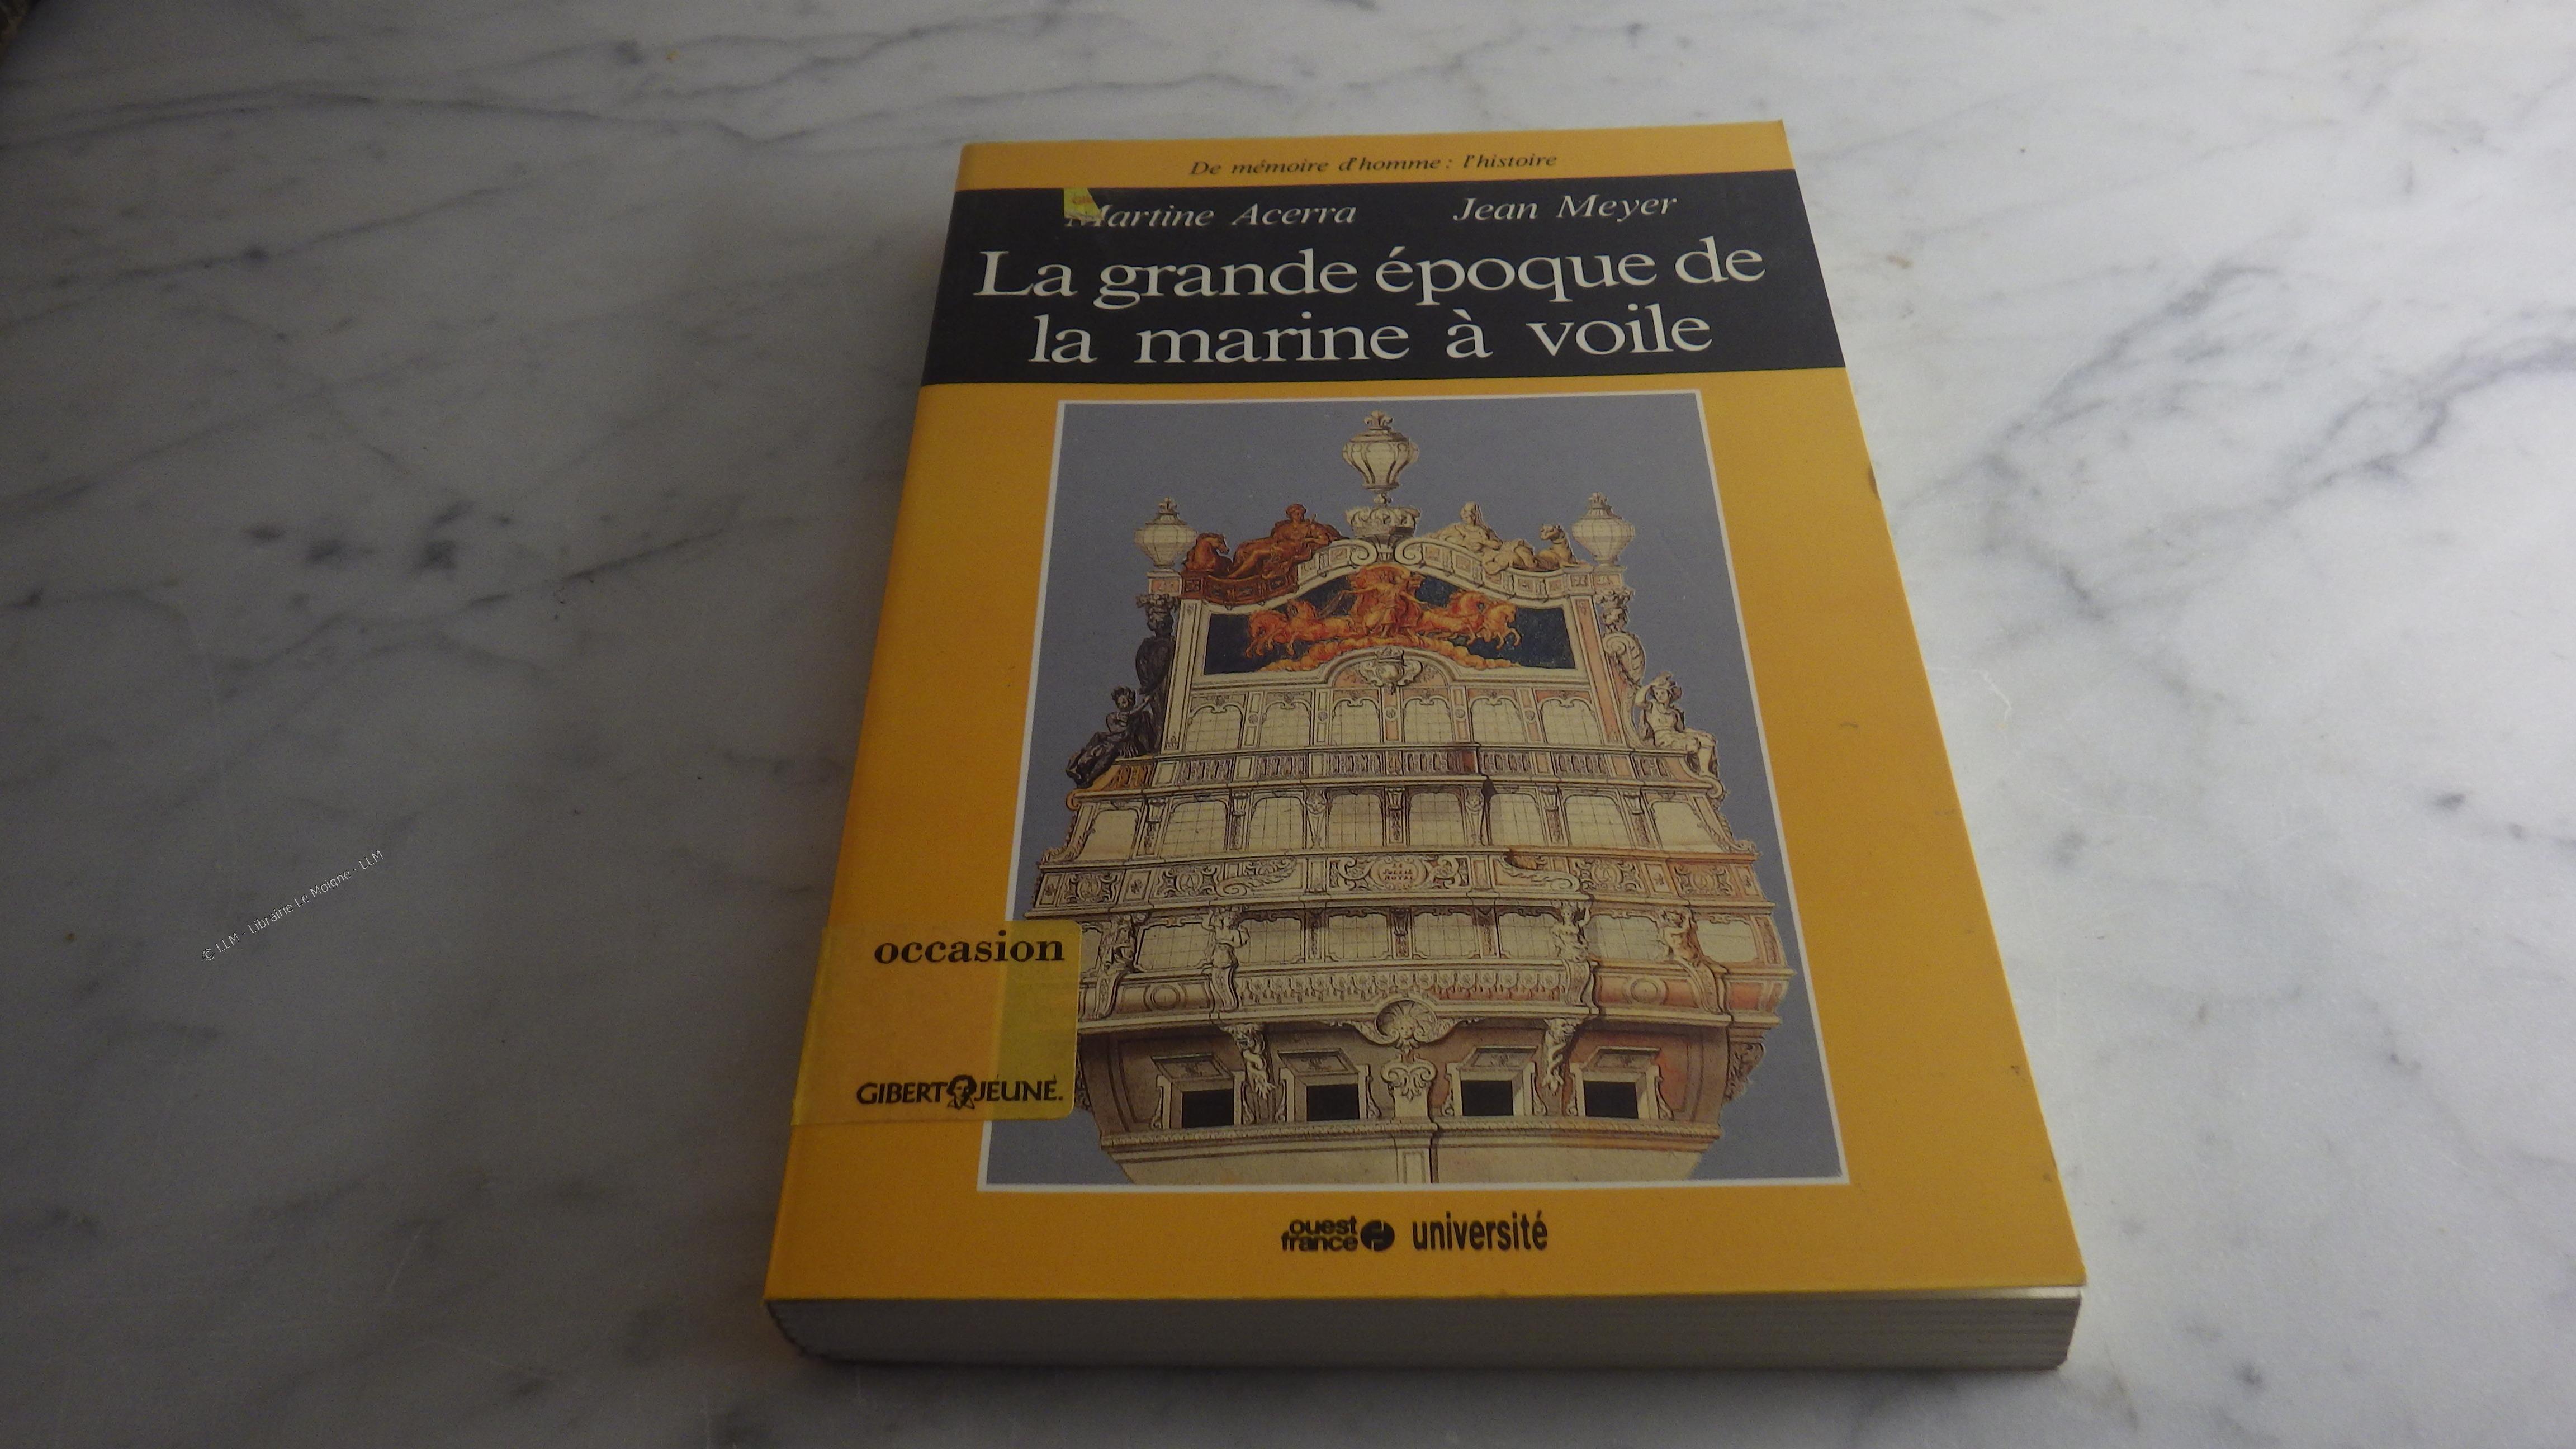 De mémoire d'homme : l'histoire
Martine Acerra Jean Meyer
La grande époque de
la marine à voile
occasion
GIBERT JEUNE.
ouest
france université
© LLM - Librairie Le Moigne - LLM